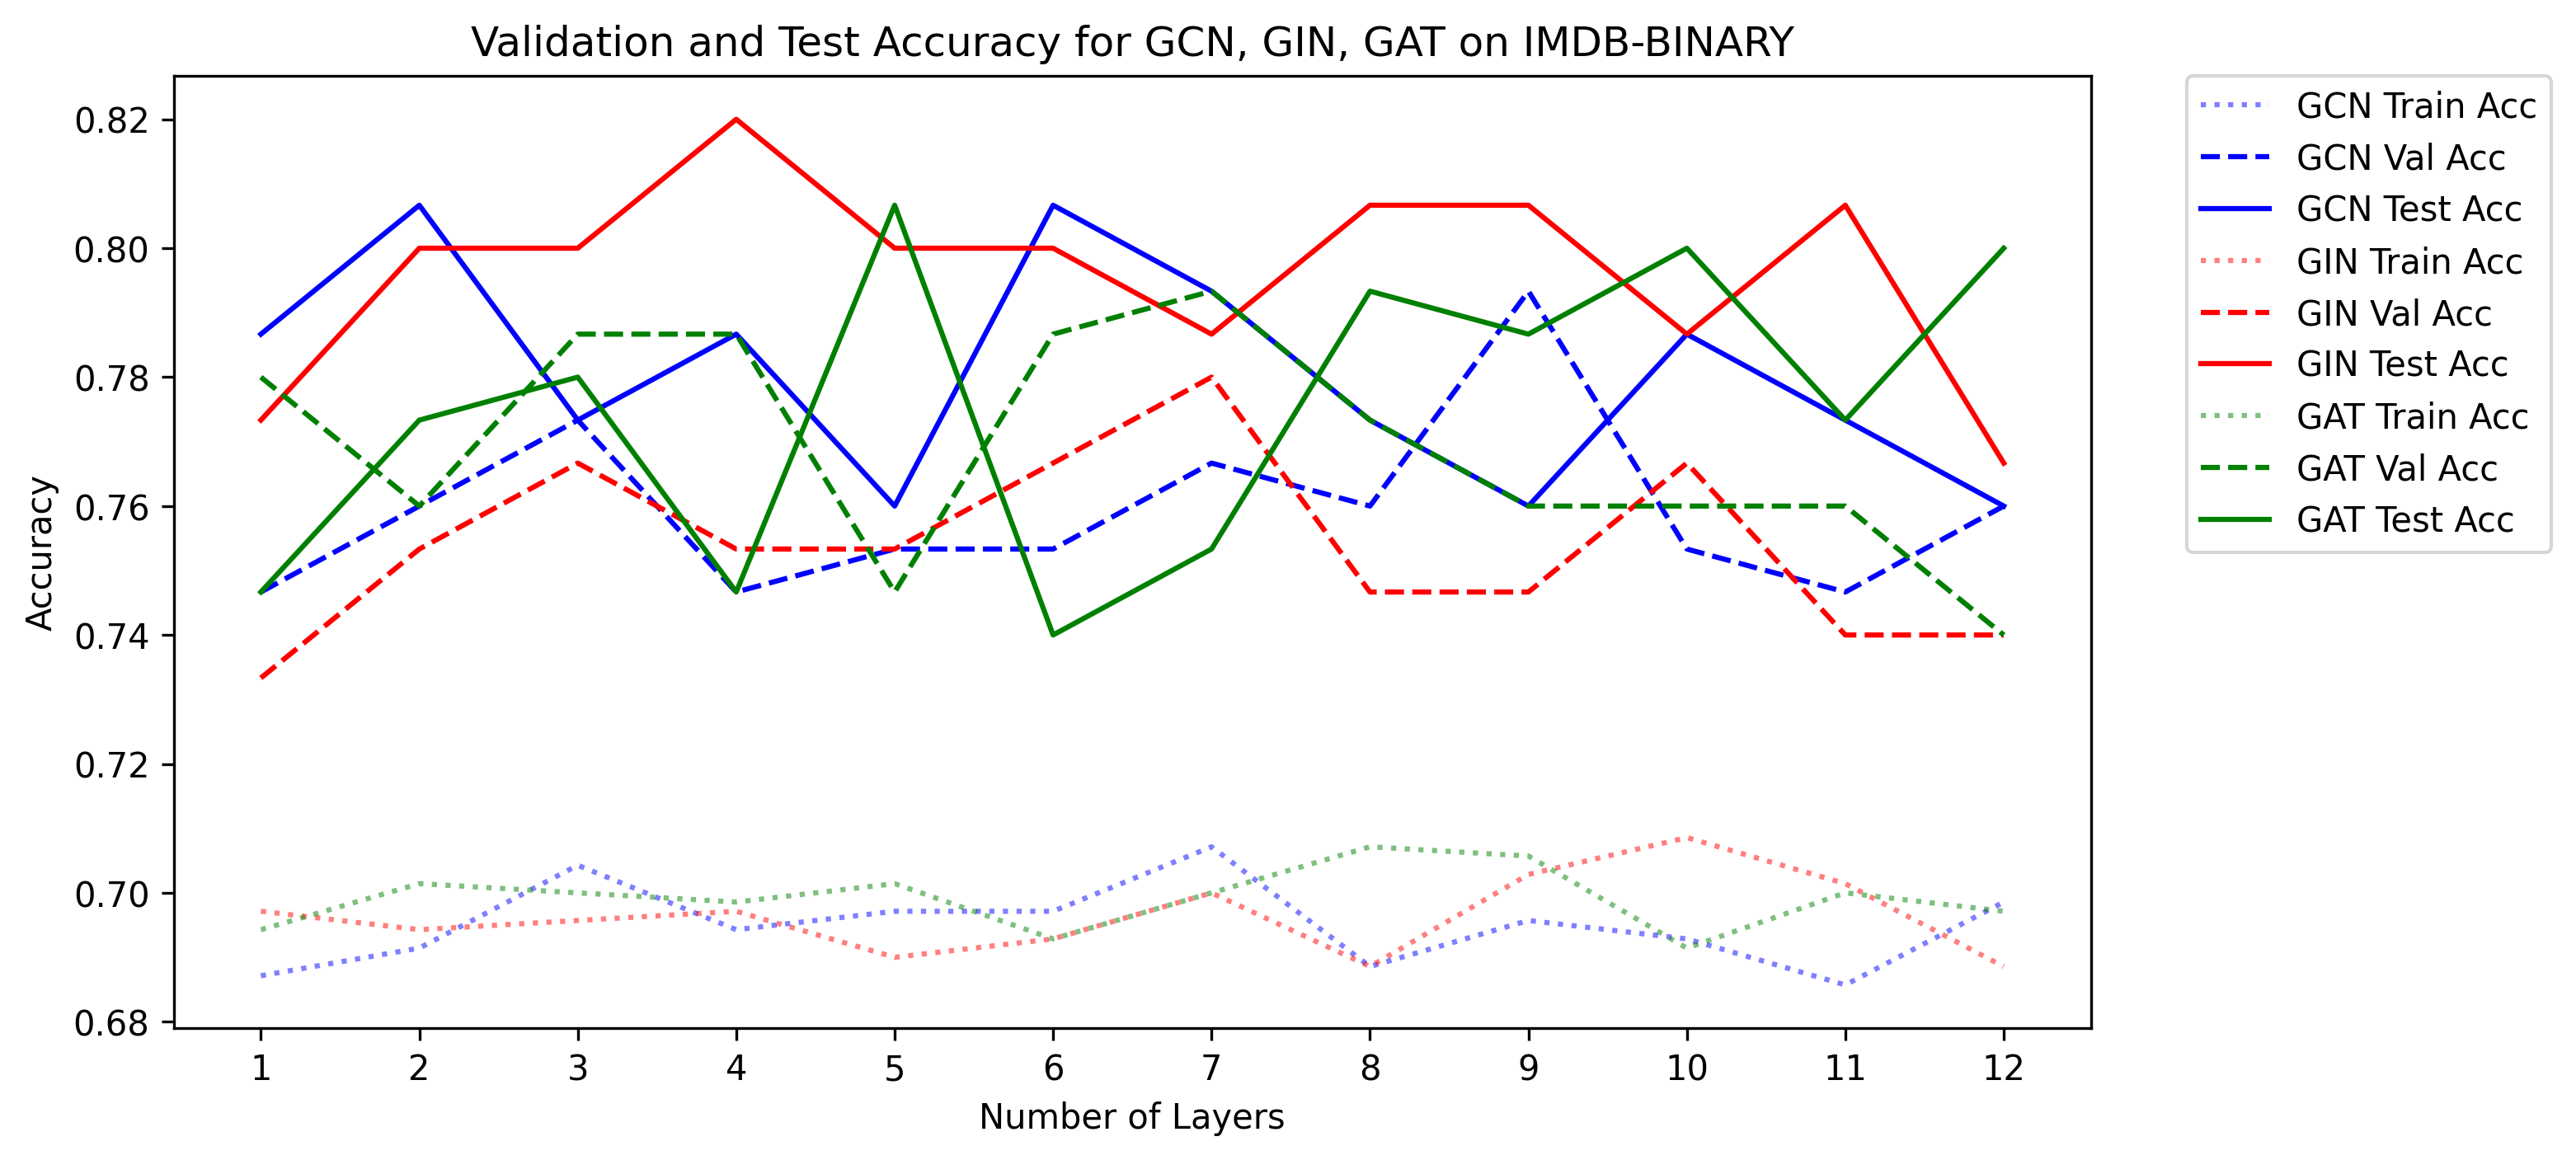 Validation and Test Accuracy for GCN, GIN, GAT on IMDB-BINARY
Accuracy
0.82
0.80
0.78
0.76
0.74
0.72
0.70
0.68
1 2 3 4 5 6 7 8 9 10 11 12
Number of Layers
GCN Train Acc
GCN Val Acc
GCN Test Acc
GIN Train Acc
GIN Val Acc
GIN Test Acc
GAT Train Acc
GAT Val Acc
GAT Test Acc